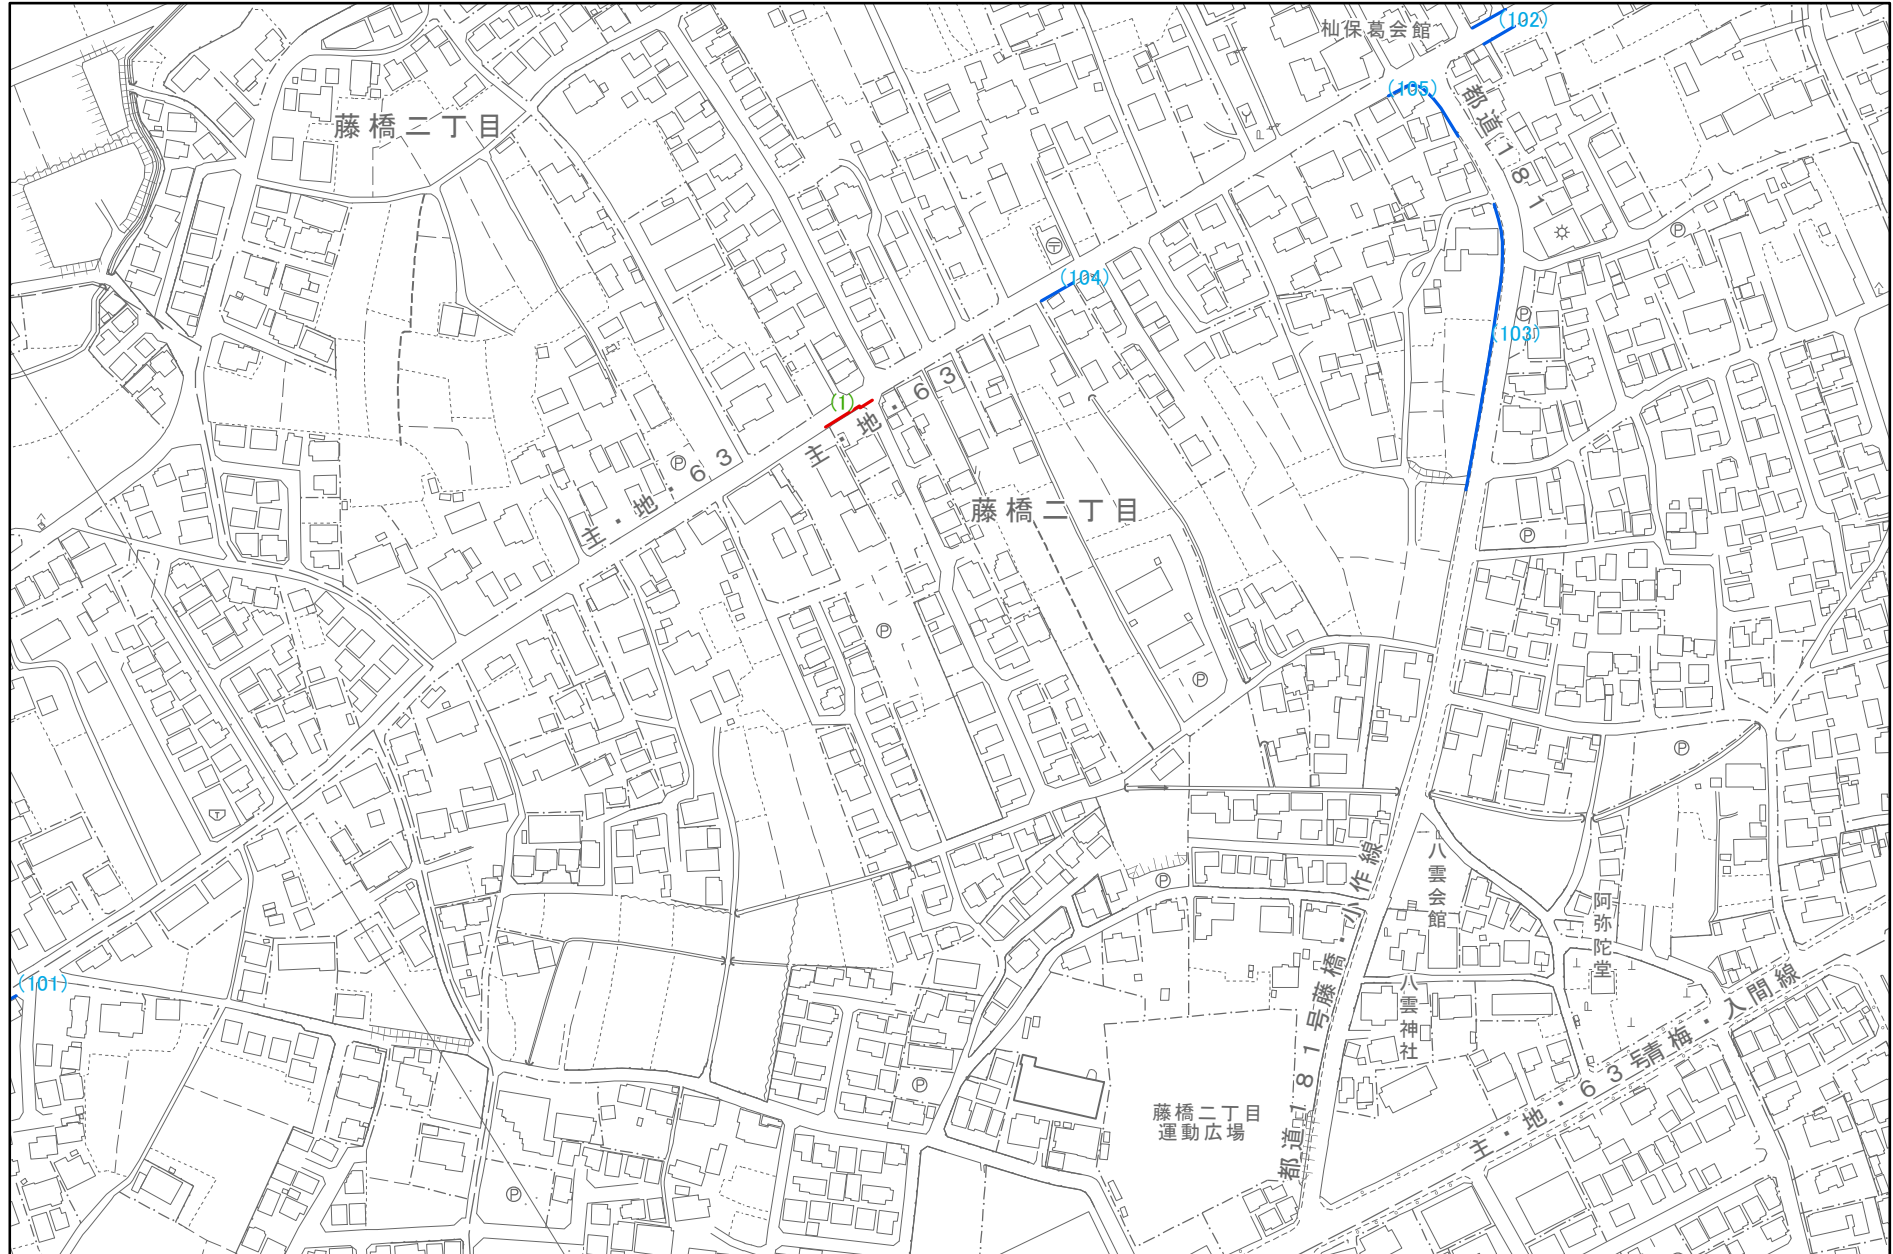 (102)
杣保葛会館
(105)
都道181
藤橋二丁目
(104)
(103)
(1)
主・地・63
主・地・63
藤橋二丁目
都道181号藤橋・小作線
八雲会館
阿弥陀堂
(101)
八雲神社
主・地・63号青梅・入間線
藤橋二丁目
運動広場